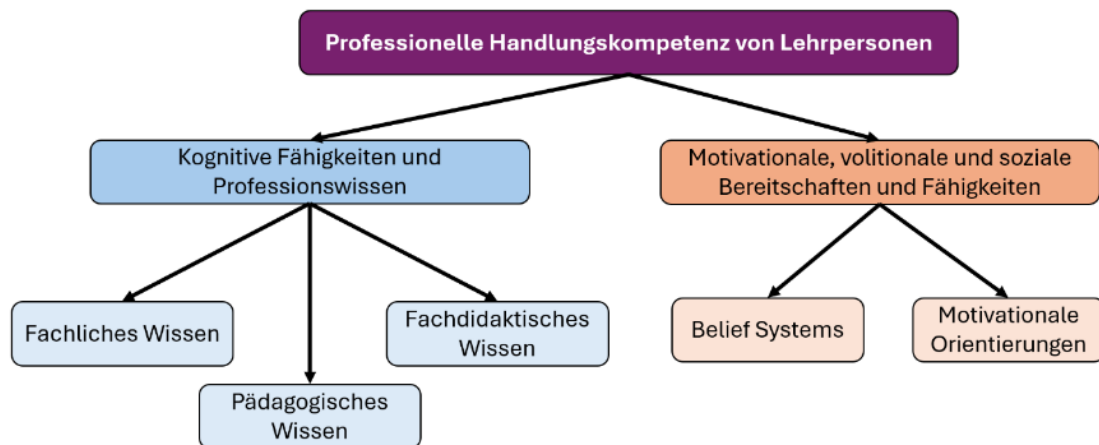 Professionelle Handlungskompetenz von Lehrpersonen
Kognitive Fähigkeiten und
Professionswissen
Motivationale, volitionale und soziale
Bereitschaften und Fähigkeiten
Fachliches Wissen
Pädagogisches
Wissen
Fachdidaktisches
Wissen
Belief Systems
Motivationale
Orientierungen